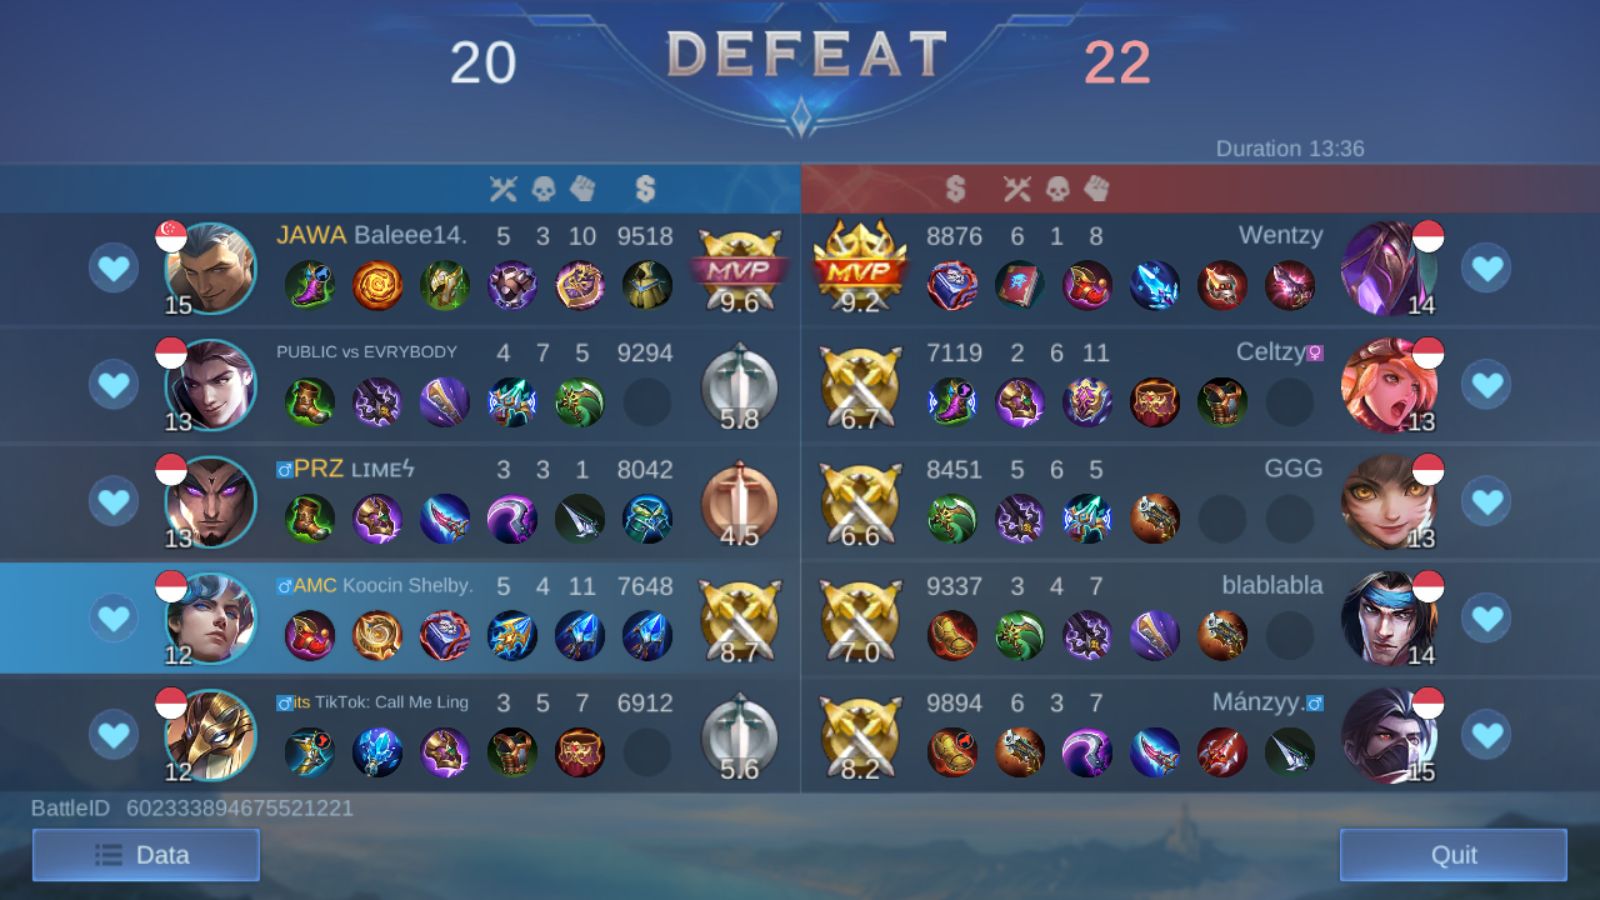 20 DEFEAT 22
Duration 13:36
JAWA Baleee14. 5 3 10 9518 MVP 9.6 15
MVP 9.2 8876 6 1 8 Wentzy 14
PUBLIC vs EVRYBODY 4 7 5 9294 5.8 13
6.7 7119 2 6 11 Celtzy♀ 13
♂PRZ LIMEϟ 3 3 1 8042 4.5 13
6.6 8451 5 6 5 GGG 13
♂AMC Koocin Shelby. 5 4 11 7648 8.7 12
7.0 9337 3 4 7 blablabla 14
♂its TikTok: Call Me Ling 3 5 7 6912 5.6 12
8.2 9894 6 3 7 Mánzyy.♂ 15
BattleID 602333894675521221
Data
Quit